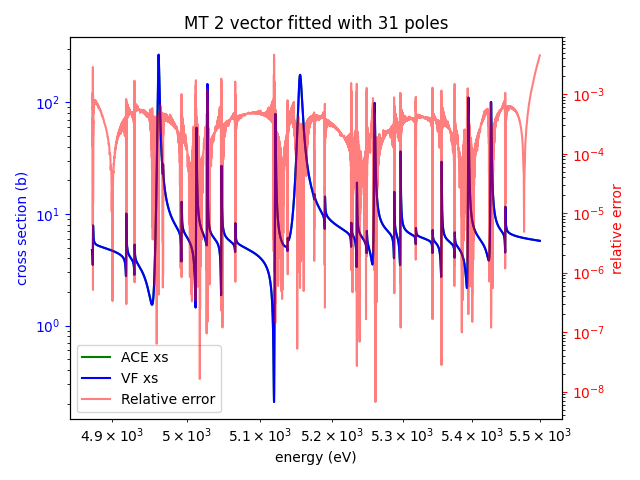 MT 2 vector fitted with 31 poles
cross section (b)
10²
10¹
10⁰
10⁻³
10⁻⁴
10⁻⁵
10⁻⁶
10⁻⁷
10⁻⁸
relative error
ACE xs
VF xs
Relative error
4.9 × 10³ 5 × 10³ 5.1 × 10³ 5.2 × 10³ 5.3 × 10³ 5.4 × 10³ 5.5 × 10³
energy (eV)